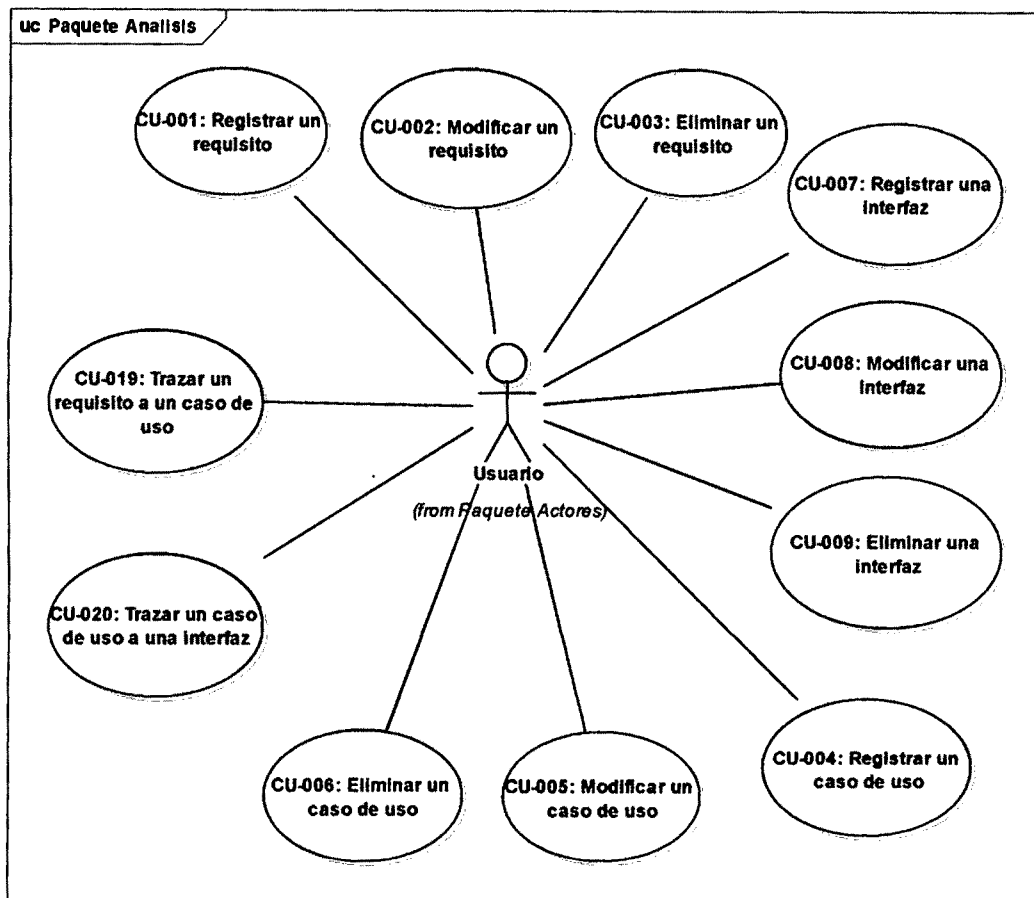 uc Paquete Analisis
CU-001: Registrar un
requisito
CU-002: Modificar un
requisito
CU-003: Eliminar un
requisito
CU-007: Registrar una
interfaz
CU-019: Trazar un
requisito a un caso de
uso
CU-008: Modificar una
interfaz
Usuario
(from Paquete Actores)
CU-009: Eliminar una
interfaz
CU-020: Trazar un caso
de uso a una interfaz
CU-006: Eliminar un
caso de uso
CU-005: Modificar un
caso de uso
CU-004: Registrar un
caso de uso